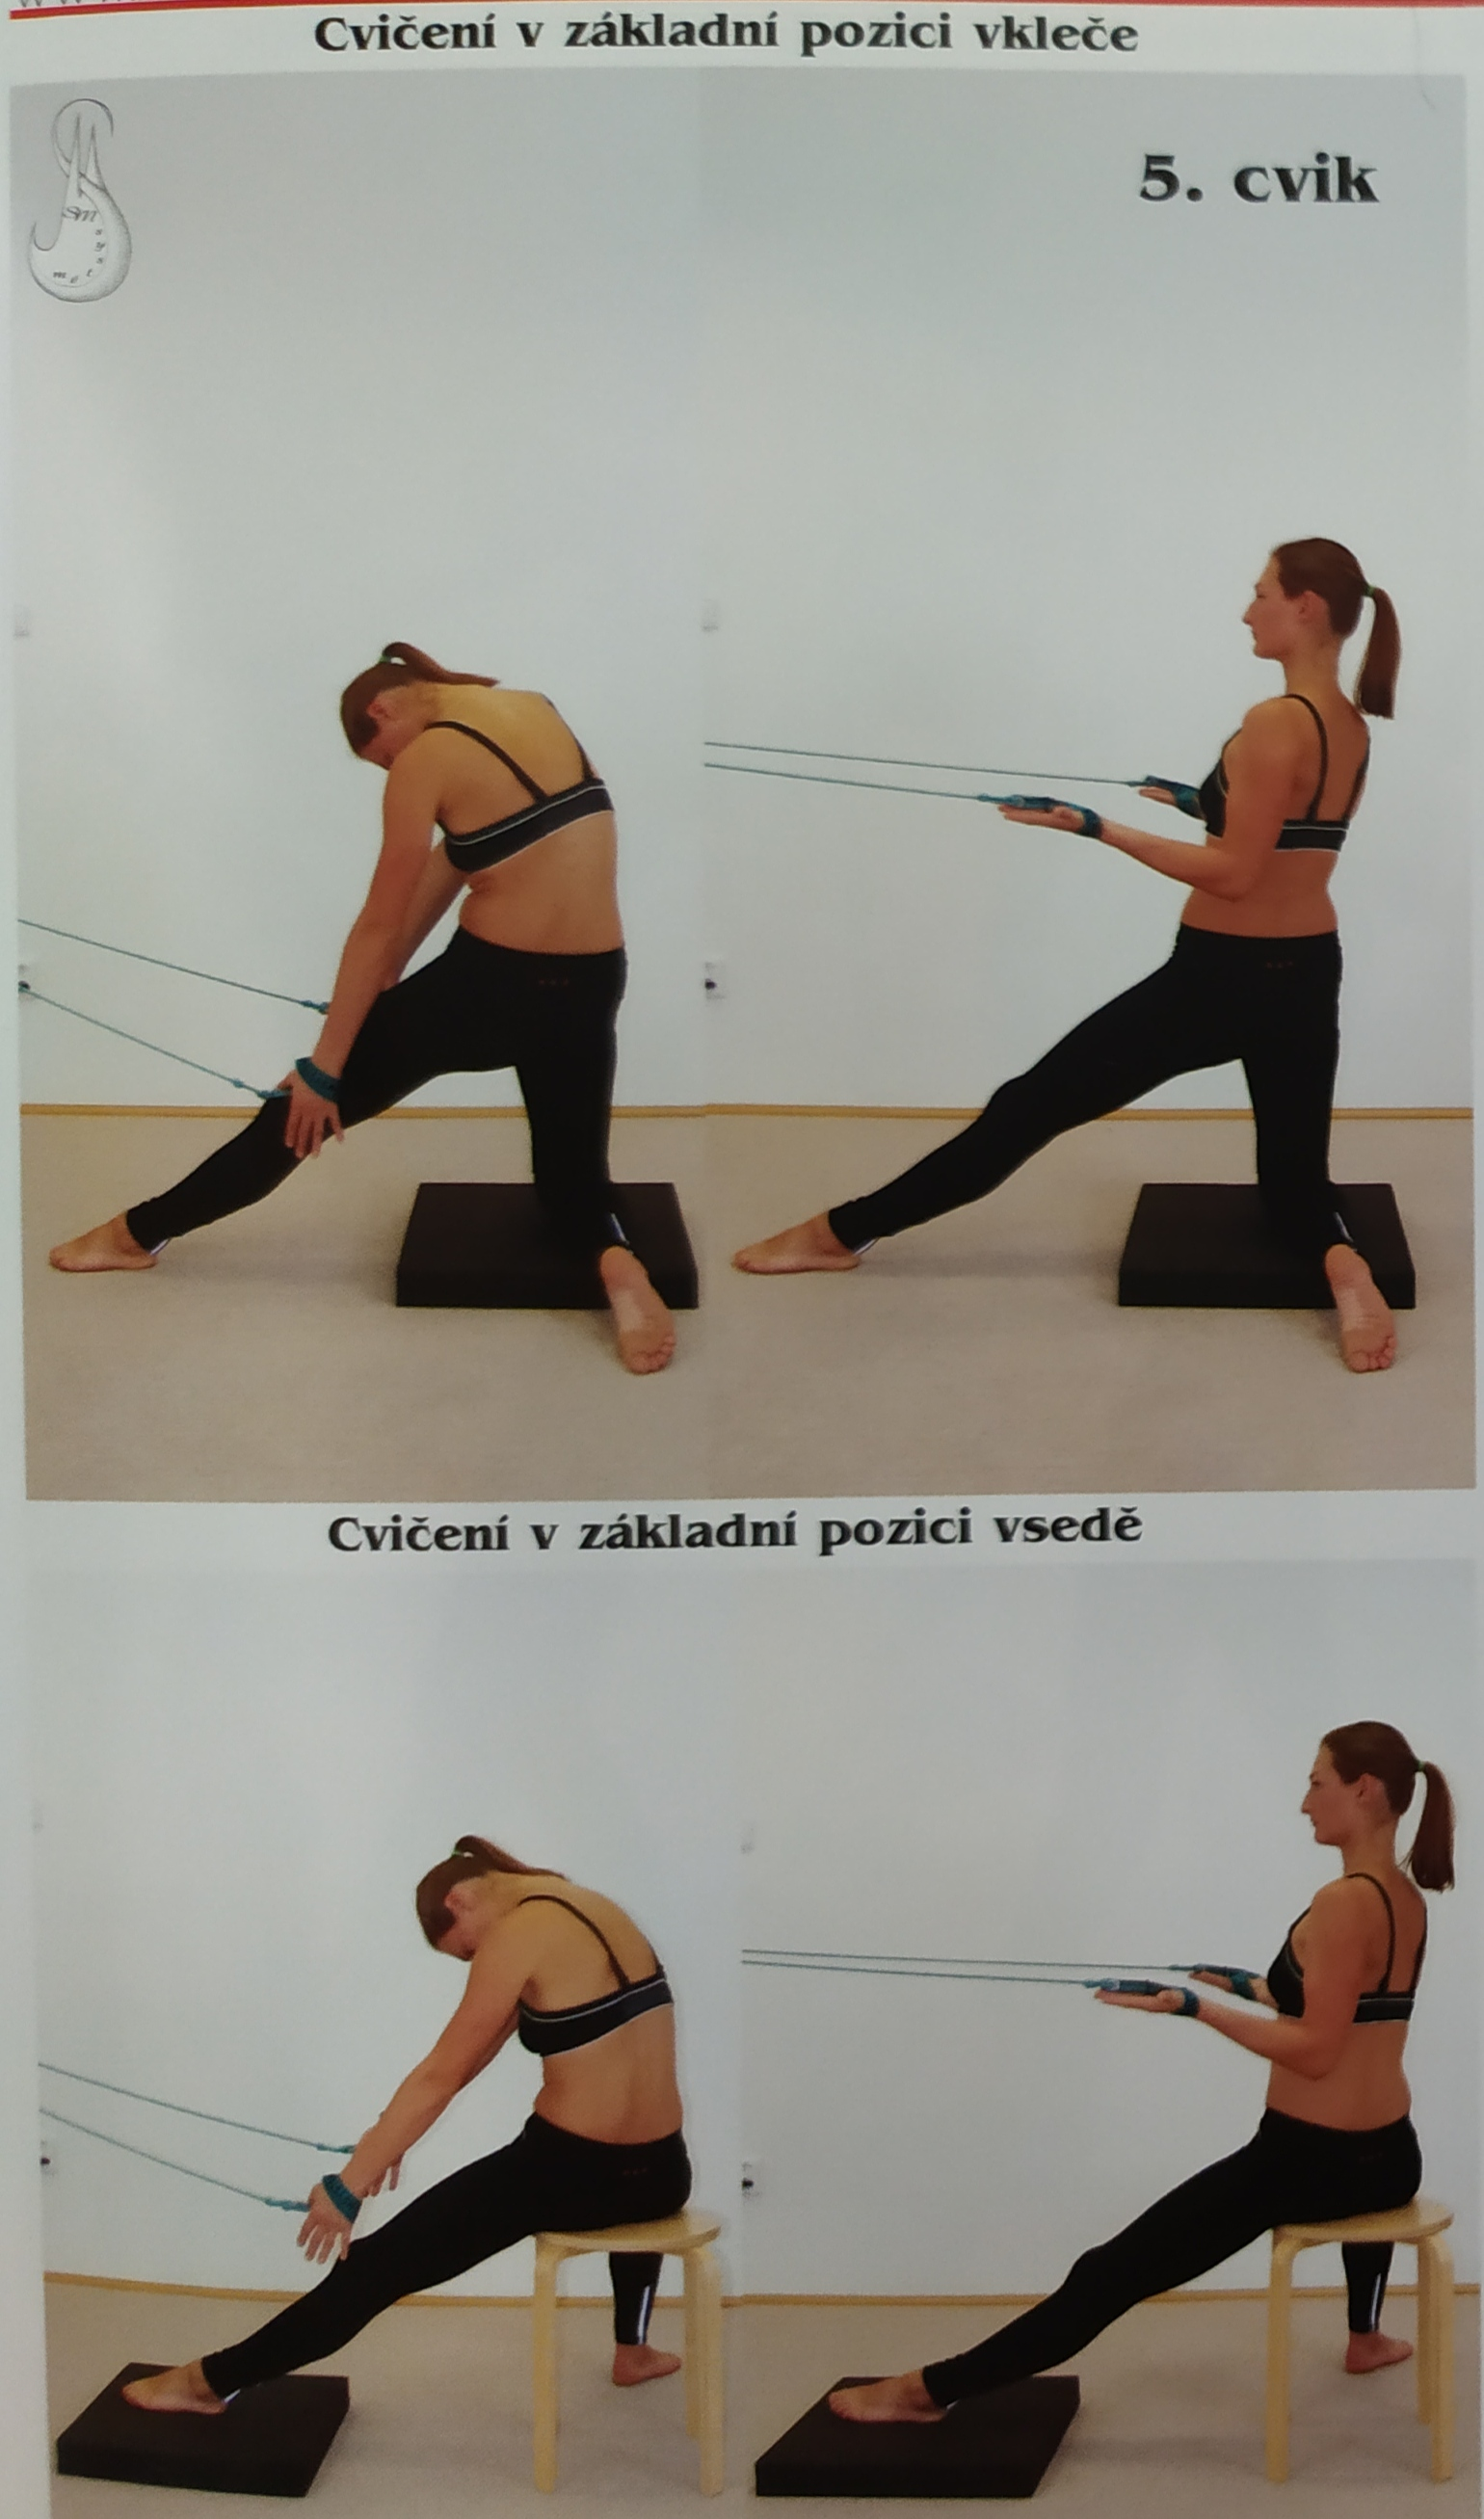 Cvičení v základní pozici vkleče
5. cvik
Cvičení v základní pozici vsedě